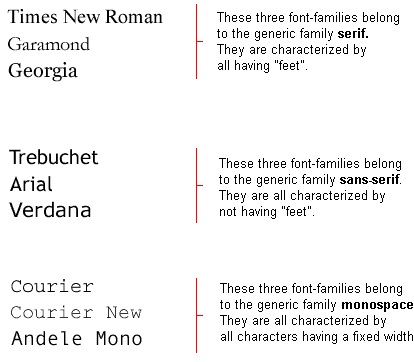 Times New Roman
Garamond
Georgia
These three font-families belong
to the generic family serif.
They are characterized by
all having "feet".
Trebuchet
Arial
Verdana
These three font-families belong
to the generic family sans-serif.
They are all characterized by
not having "feet".
Courier
Courier New
Andele Mono
These three font-families belong
to the generic family monospace
They are all characterized by
all characters having a fixed width